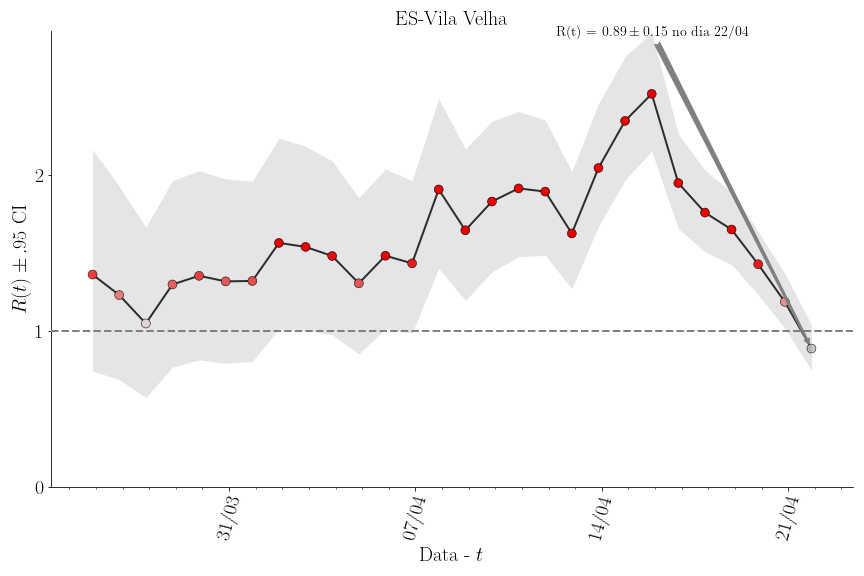 ES-Vila Velha
R(t) = 0.89 ± 0.15 no dia 22/04
R(t) ± .95 CI
2
1
0
31/03
07/04
14/04
21/04
Data - t